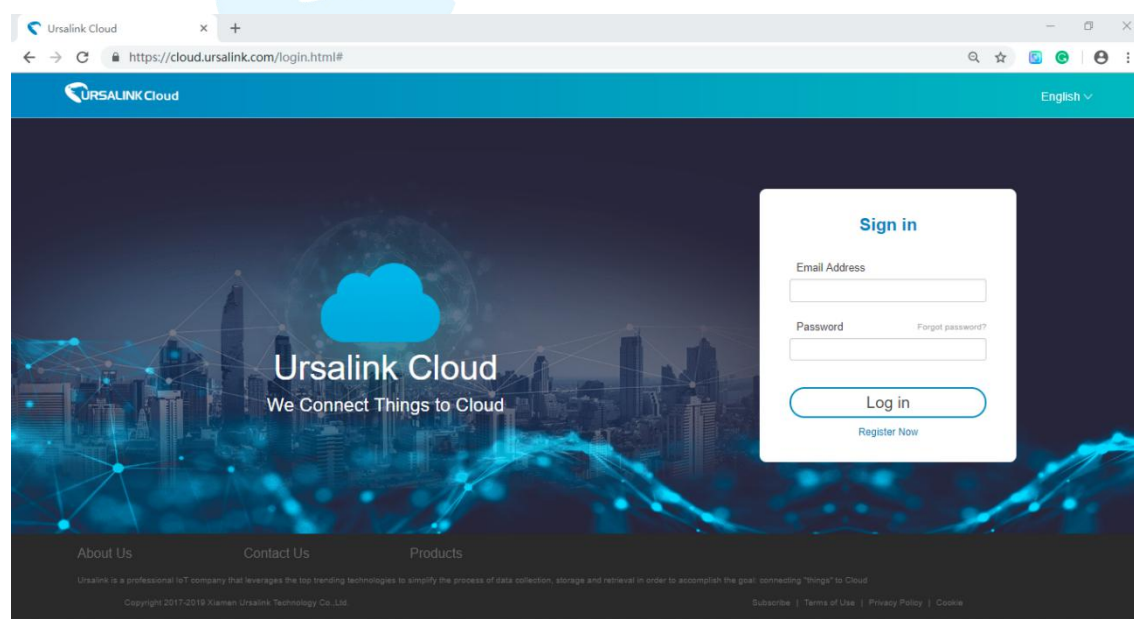 Ursalink Cloud
https://cloud.ursalink.com/login.html#
URSALINK Cloud
English
Sign in
Email Address
Password Forgot password?
Log in
Register Now
Ursalink Cloud
We Connect Things to Cloud
About Us Contact Us Products
Ursalink is a professional IoT company that leverages the top trending technologies to simplify the process of data collection, storage and retrieval in order to accomplish the goal: connecting "things" to Cloud
Copyright 2017-2019 Xiamen Ursalink Technology Co.,Ltd. Subscribe | Terms of Use | Privacy Policy | Cookie